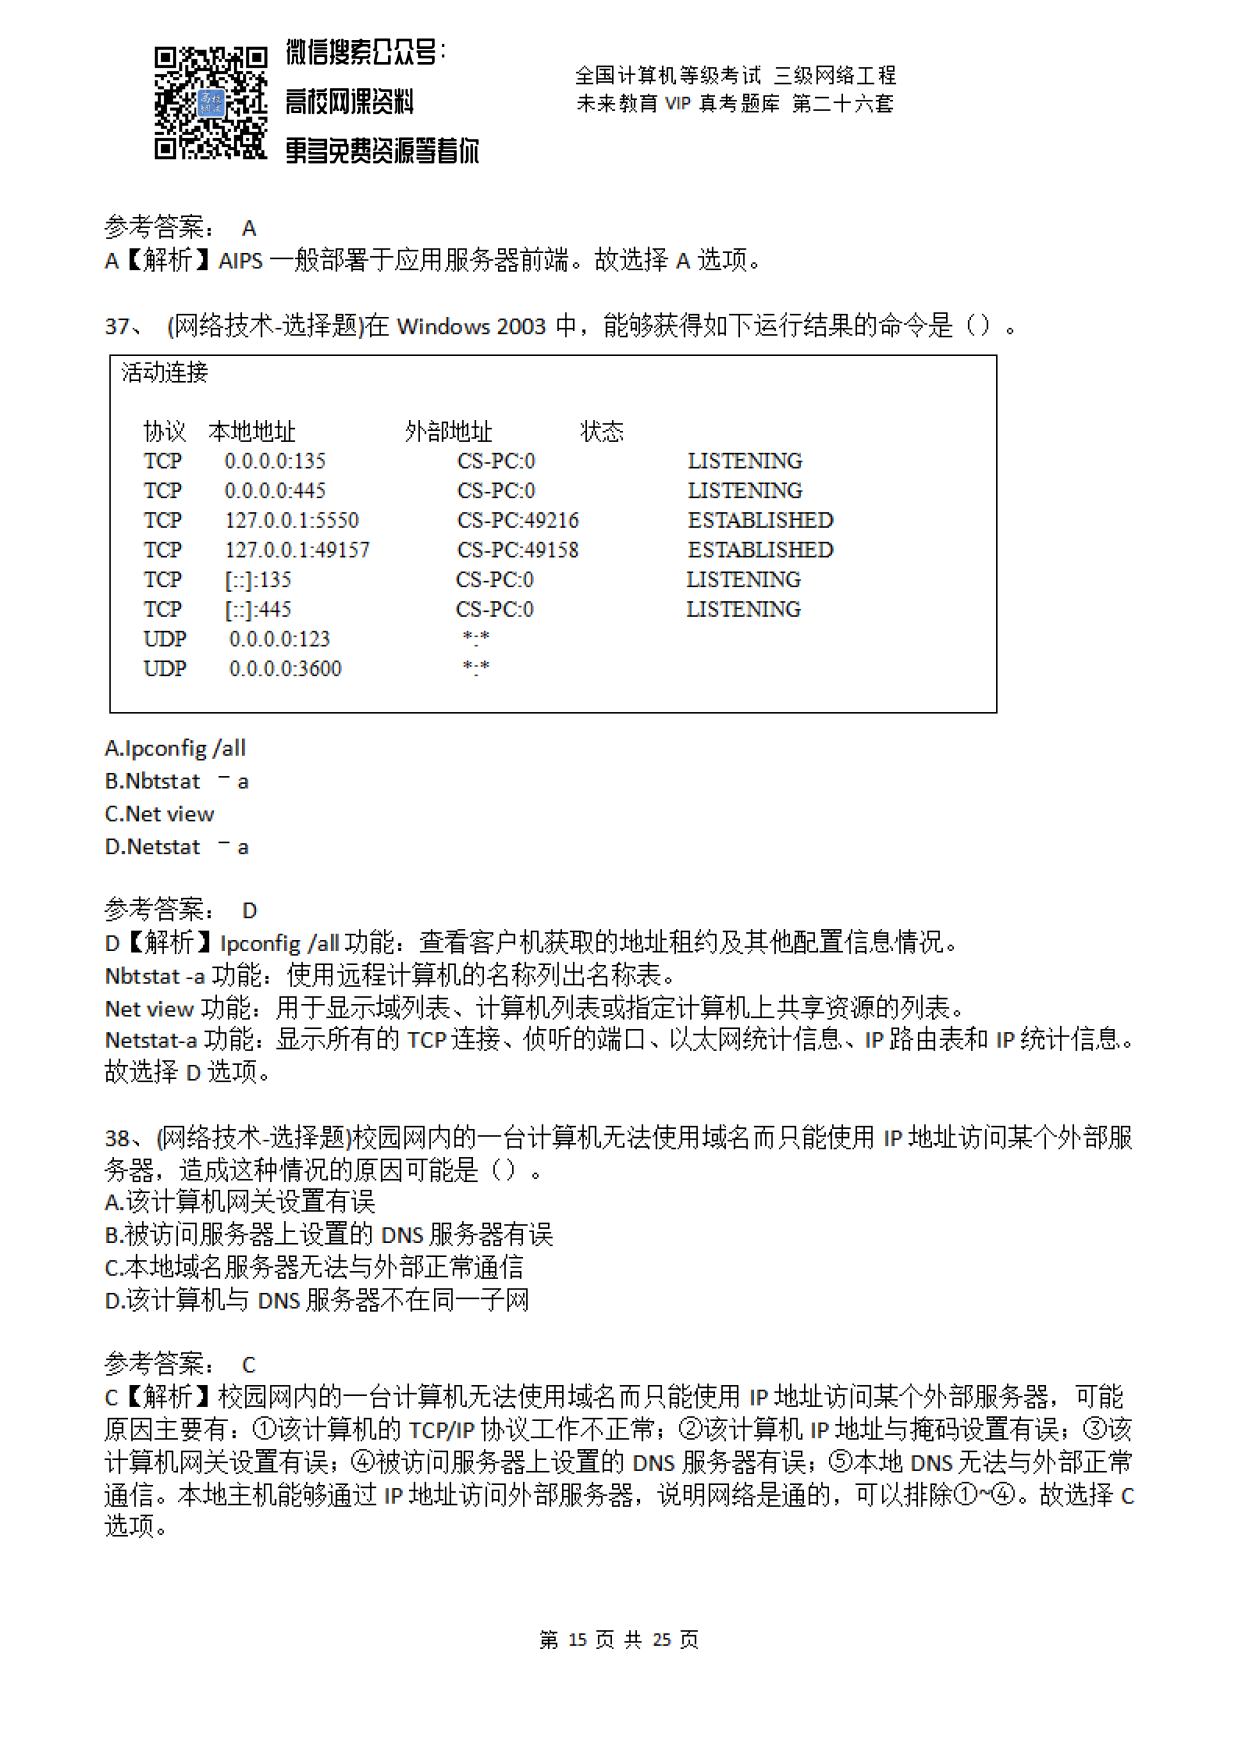 微信搜索公众号：
高校网课资料
更多免费资源等着你
全国计算机等级考试 三级网络工程
未来教育 VIP 真考题库 第二十六套
参考答案： A
A【解析】AIPS 一般部署于应用服务器前端。故选择 A 选项。
37、 (网络技术-选择题)在 Windows 2003 中，能够获得如下运行结果的命令是（）。
活动连接
协议 本地地址 外部地址 状态
TCP 0.0.0.0:135 CS-PC:0 LISTENING
TCP 0.0.0.0:445 CS-PC:0 LISTENING
TCP 127.0.0.1:5550 CS-PC:49216 ESTABLISHED
TCP 127.0.0.1:49157 CS-PC:49158 ESTABLISHED
TCP [::]:135 CS-PC:0 LISTENING
TCP [::]:445 CS-PC:0 LISTENING
UDP 0.0.0.0:123 *:*
UDP 0.0.0.0:3600 *:*
A.Ipconfig /all
B.Nbtstat –a
C.Net view
D.Netstat –a
参考答案： D
D【解析】Ipconfig /all 功能：查看客户机获取的地址租约及其他配置信息情况。
Nbtstat -a 功能：使用远程计算机的名称列出名称表。
Net view 功能：用于显示域列表、计算机列表或指定计算机上共享资源的列表。
Netstat-a 功能：显示所有的 TCP 连接、侦听的端口、以太网统计信息、IP 路由表和 IP 统计信息。
故选择 D 选项。
38、(网络技术-选择题)校园网内的一台计算机无法使用域名而只能使用 IP 地址访问某个外部服
务器，造成这种情况的原因可能是（）。
A.该计算机网关设置有误
B.被访问服务器上设置的 DNS 服务器有误
C.本地域名服务器无法与外部正常通信
D.该计算机与 DNS 服务器不在同一子网
参考答案： C
C【解析】校园网内的一台计算机无法使用域名而只能使用 IP 地址访问某个外部服务器，可能
原因主要有：①该计算机的 TCP/IP 协议工作不正常；②该计算机 IP 地址与掩码设置有误；③该
计算机网关设置有误；④被访问服务器上设置的 DNS 服务器有误；⑤本地 DNS 无法与外部正常
通信。本地主机能够通过 IP 地址访问外部服务器，说明网络是通的，可以排除①~④。故选择 C
选项。
第 15 页 共 25 页